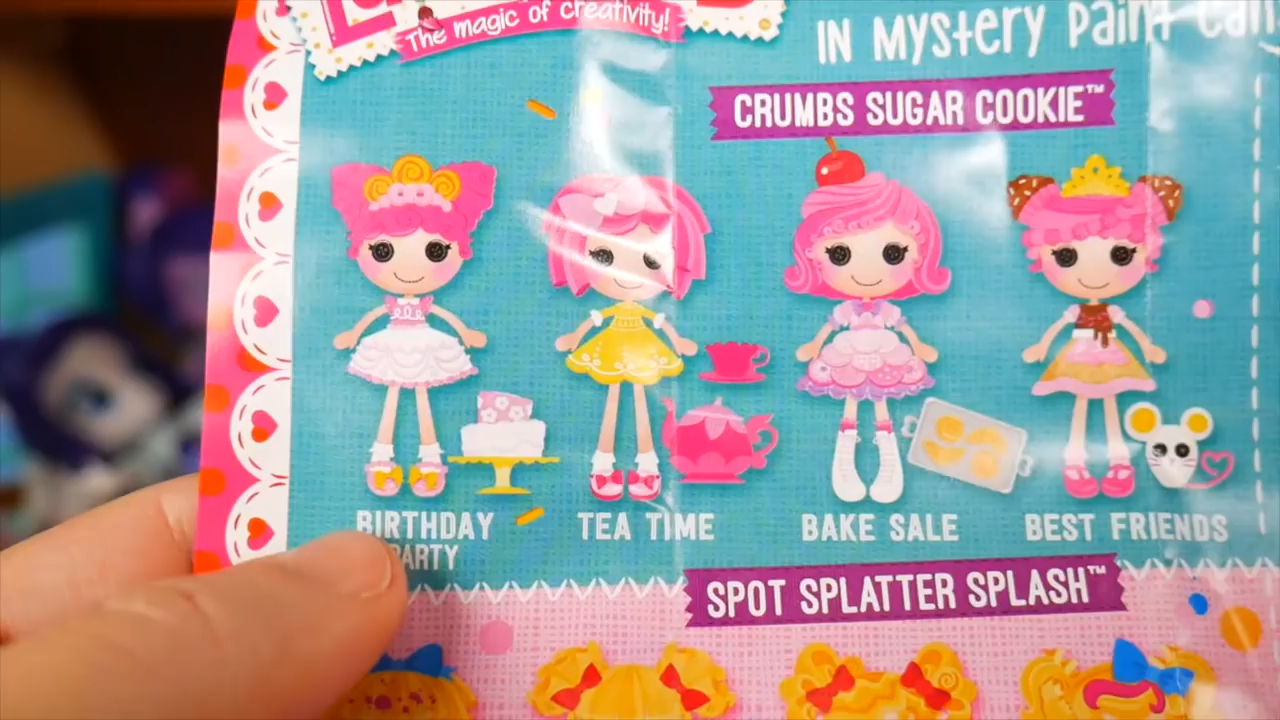 The magic of creativity!
IN Mystery Paint Can
CRUMBS SUGAR COOKIE™
BIRTHDAY PARTY
TEA TIME
BAKE SALE
BEST FRIENDS
SPOT SPLATTER SPLASH™